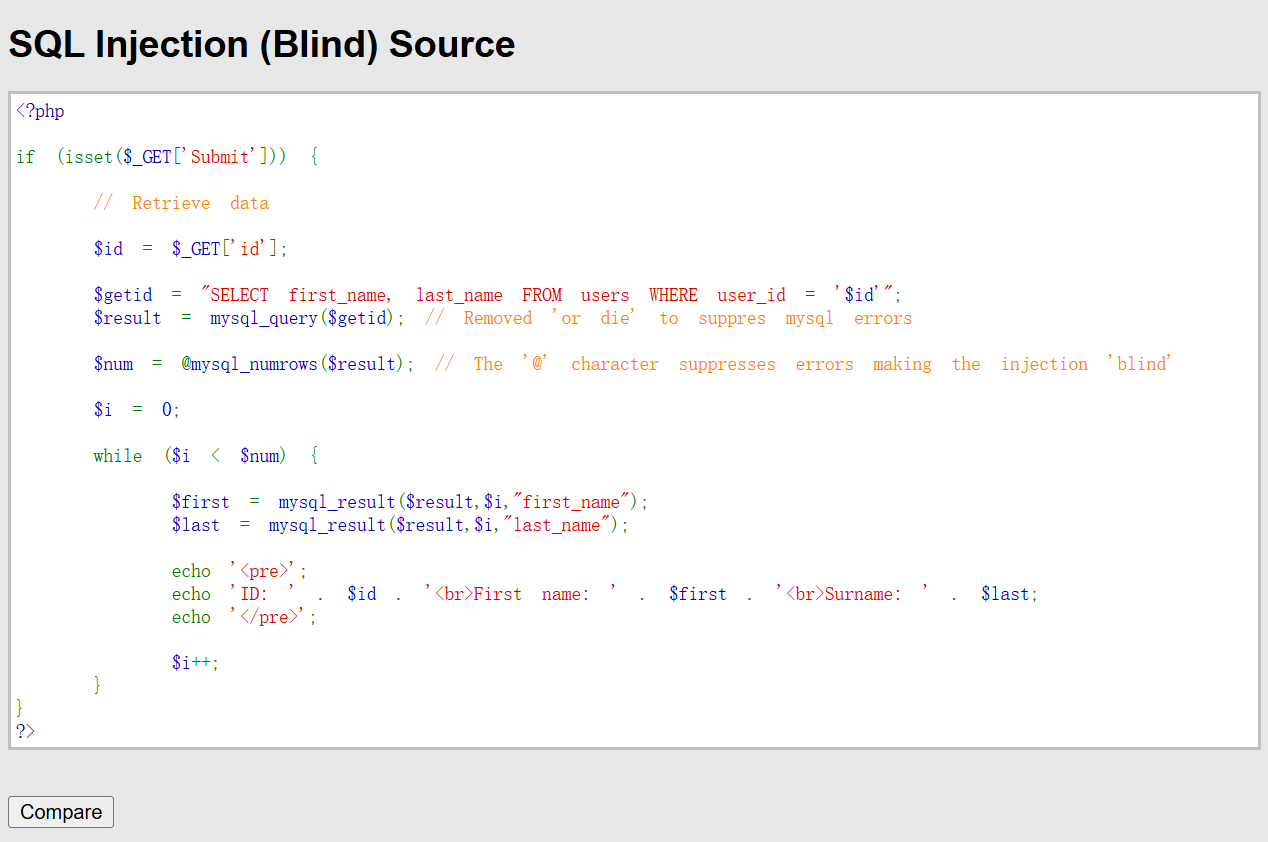 SQL Injection (Blind) Source
<?php
if (isset($_GET['Submit'])) {
// Retrieve data
$id = $_GET['id'];
$getid = "SELECT first_name, last_name FROM users WHERE user_id = '$id'";
$result = mysql_query($getid); // Removed 'or die' to suppres mysql errors
$num = @mysql_numrows($result); // The '@' character suppresses errors making the injection 'blind'
$i = 0;
while ($i < $num) {
$first = mysql_result($result,$i,"first_name");
$last = mysql_result($result,$i,"last_name");
echo '<pre>';
echo 'ID: ' . $id . '<br>First name: ' . $first . '<br>Surname: ' . $last;
echo '</pre>';
$i++;
}
}
?>
Compare